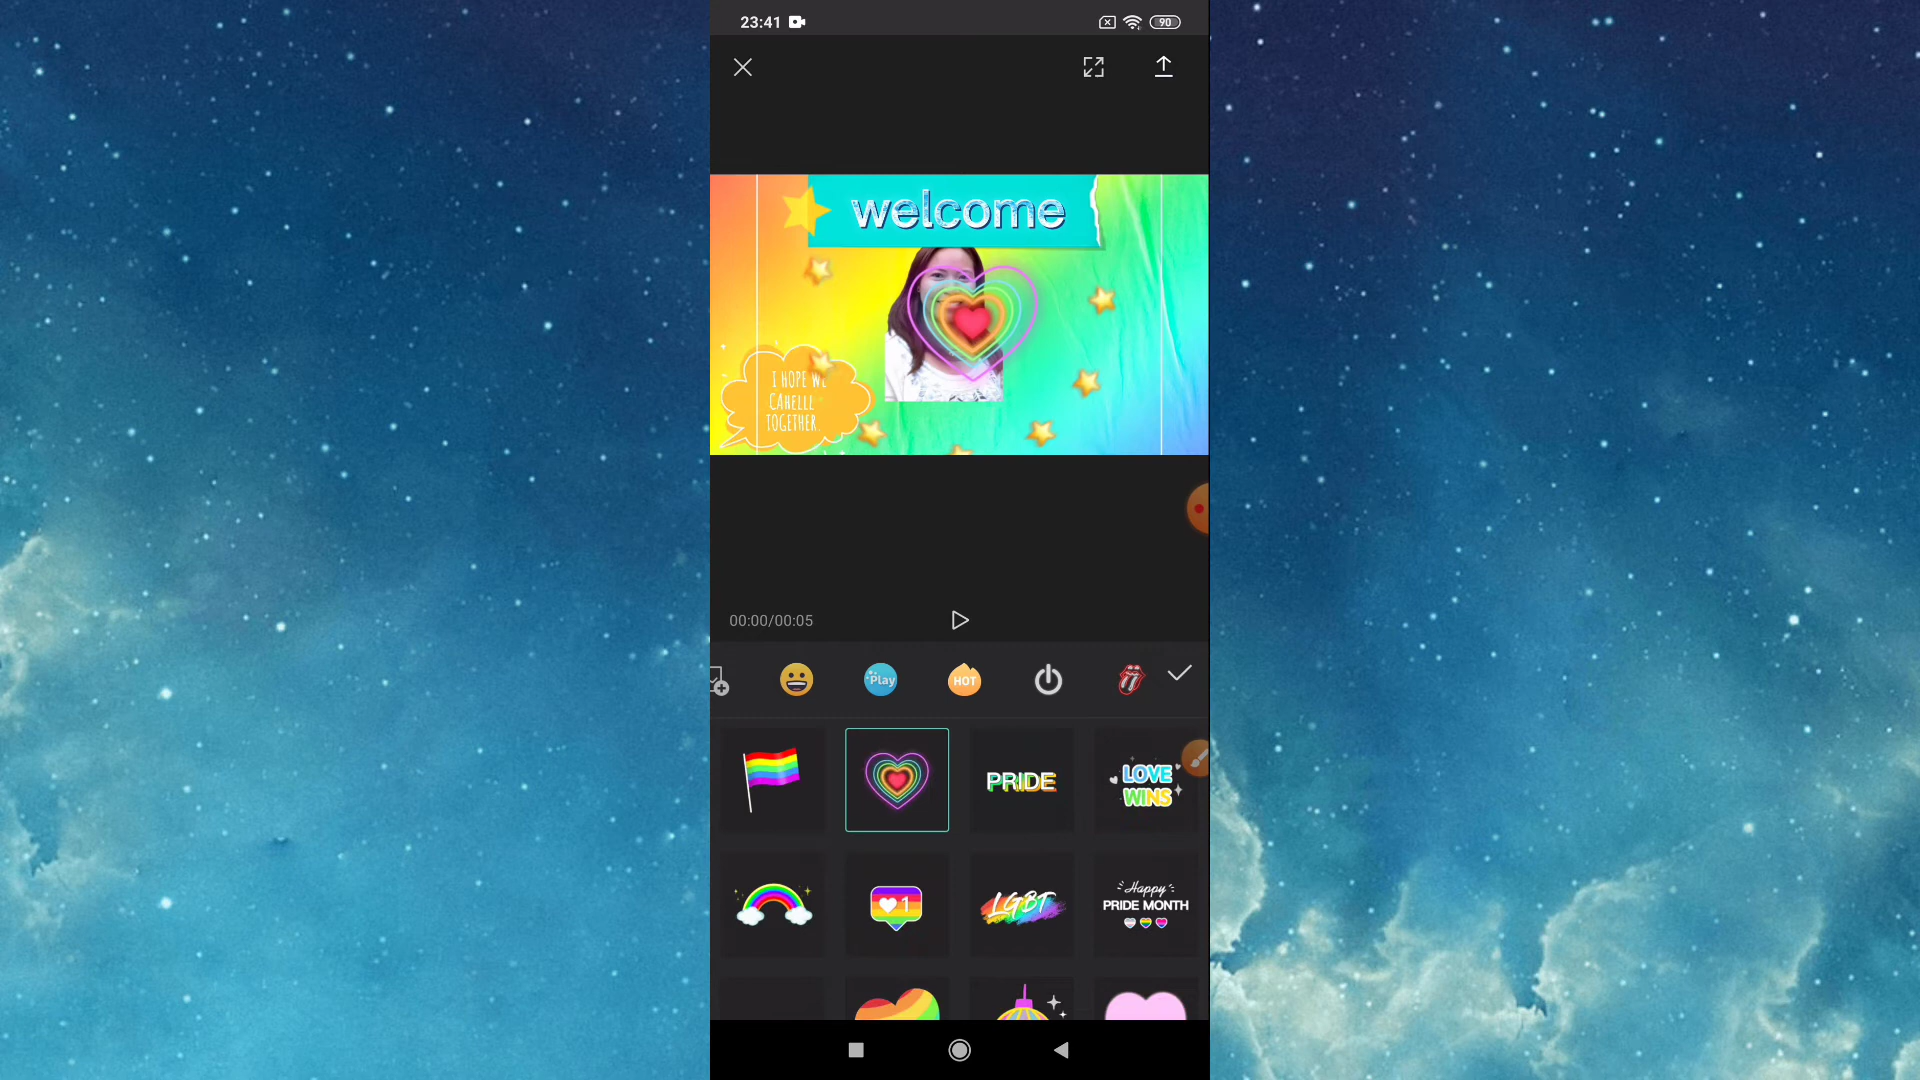 23:41
90
welcome
I HOPE WE
CAHELLL
TOGETHER.
00:00/00:05
Play
HOT
PRIDE
LOVE
WINS
1
LGBT
Happy
PRIDE MONTH